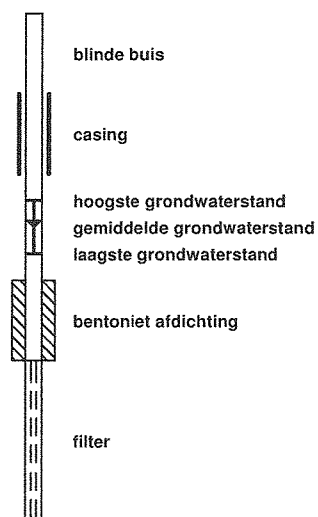 blinde buis
casing
hoogste grondwaterstand
gemiddelde grondwaterstand
laagste grondwaterstand
bentoniet afdichting
filter